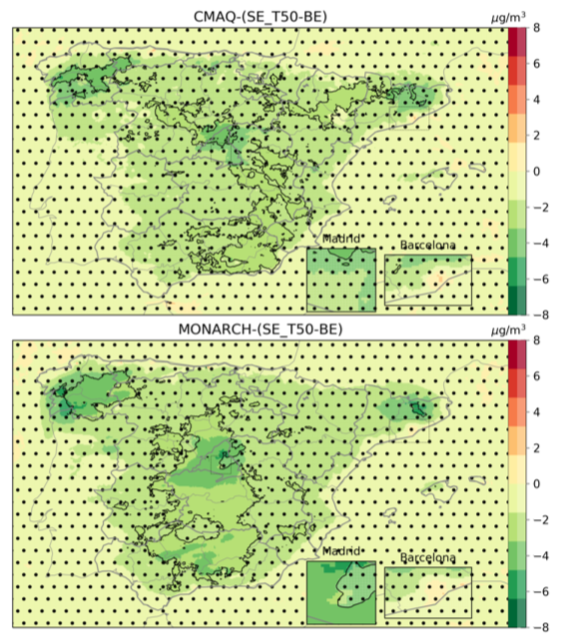 CMAQ-(SE_T50-BE)
μg/m³
8
6
4
2
0
−2
−4
−6
−8
Madrid
Barcelona
MONARCH-(SE_T50-BE)
μg/m³
8
6
4
2
0
−2
−4
−6
−8
Madrid
Barcelona